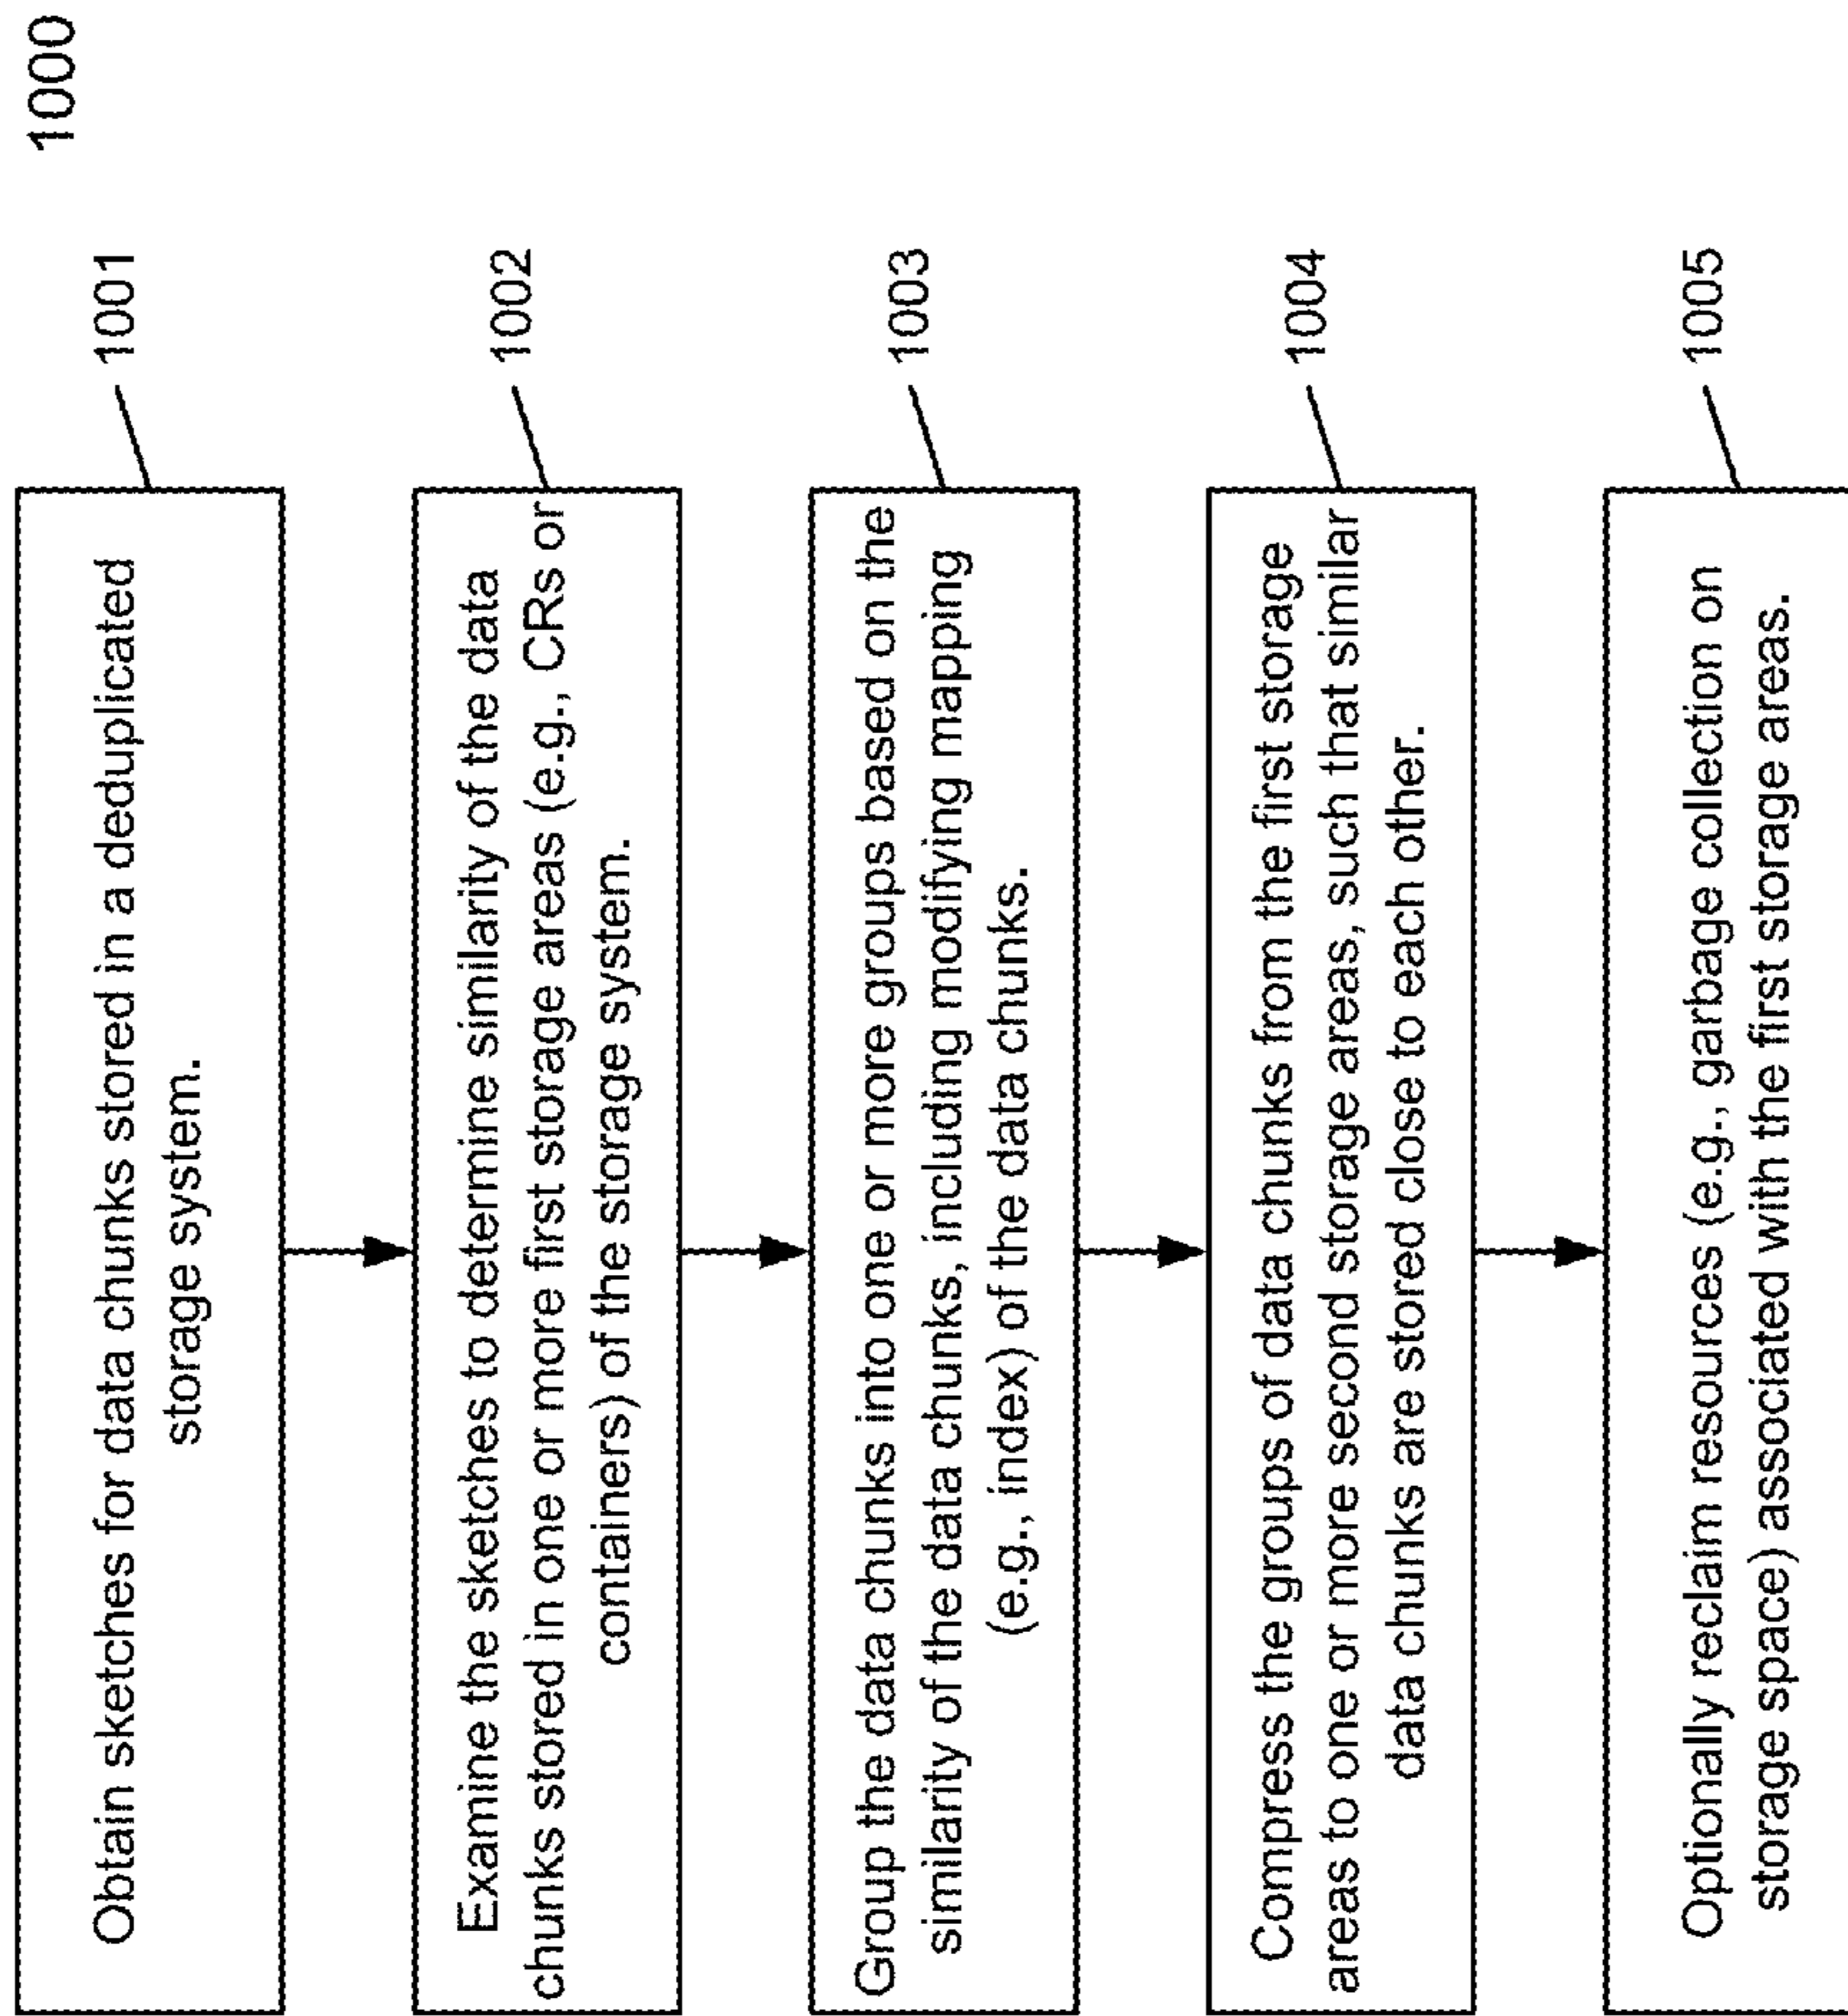 1000
Obtain sketches for data chunks stored in a deduplicated
storage system.
1001
Examine the sketches to determine similarity of the data
chunks stored in one or more first storage areas (e.g., CRs or
containers) of the storage system.
1002
Group the data chunks into one or more groups based on the
similarity of the data chunks, including modifying mapping
(e.g., index) of the data chunks.
1003
Compress the groups of data chunks from the first storage
areas to one or more second storage areas, such that similar
data chunks are stored close to each other.
1004
Optionally reclaim resources (e.g., garbage collection on
storage space) associated with the first storage areas.
1005